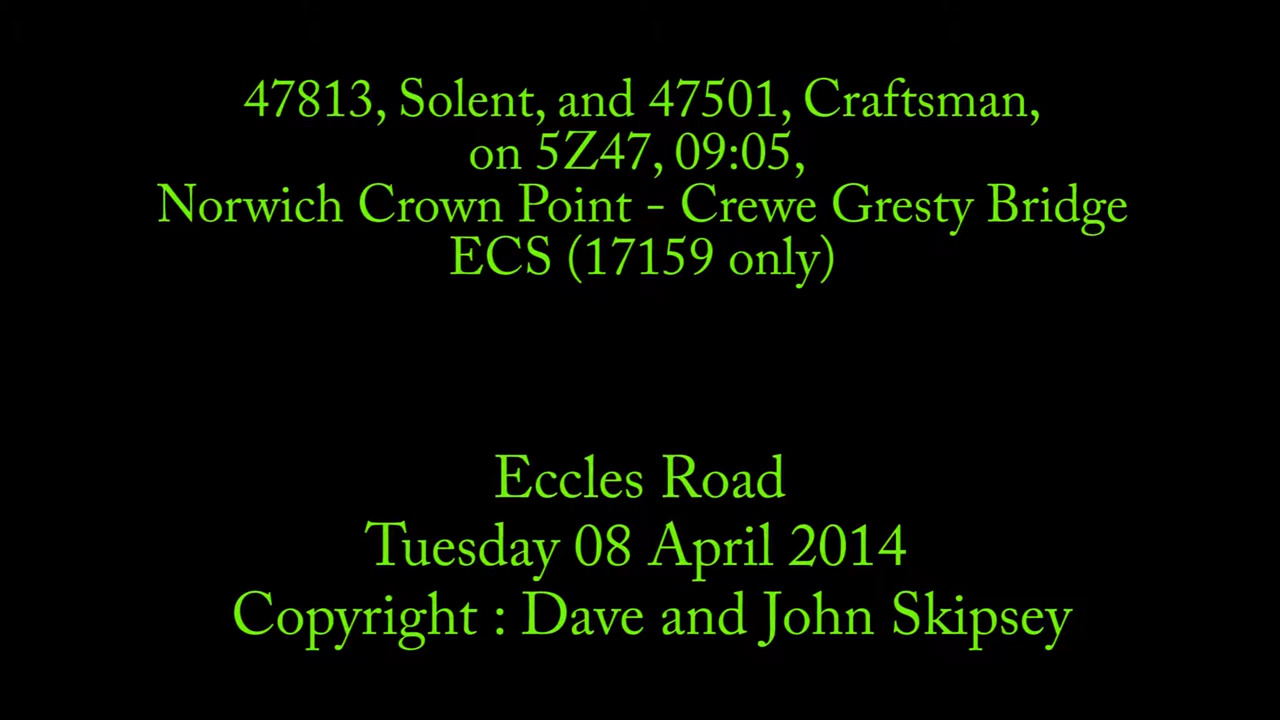 47813, Solent, and 47501, Craftsman,
on 5Z47, 09:05,
Norwich Crown Point - Crewe Gresty Bridge
ECS (17159 only)
Eccles Road
Tuesday 08 April 2014
Copyright : Dave and John Skipsey